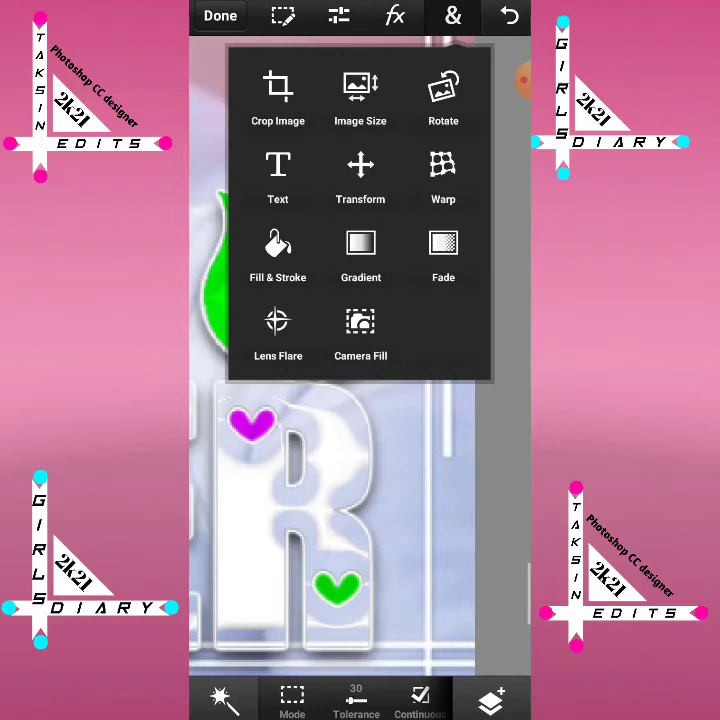 Done fx &
Crop Image Image Size Rotate
Text Transform Warp
Fill & Stroke Gradient Fade
Lens Flare Camera Fill
R
30
Mode Tolerance Continuous
TAKSIN
EDITS
Photoshop CC designer
2k21
GIRLS
DIARY
2k21
GIRLS
DIARY
2k21
TAKSIN
EDITS
Photoshop CC designer
2k21